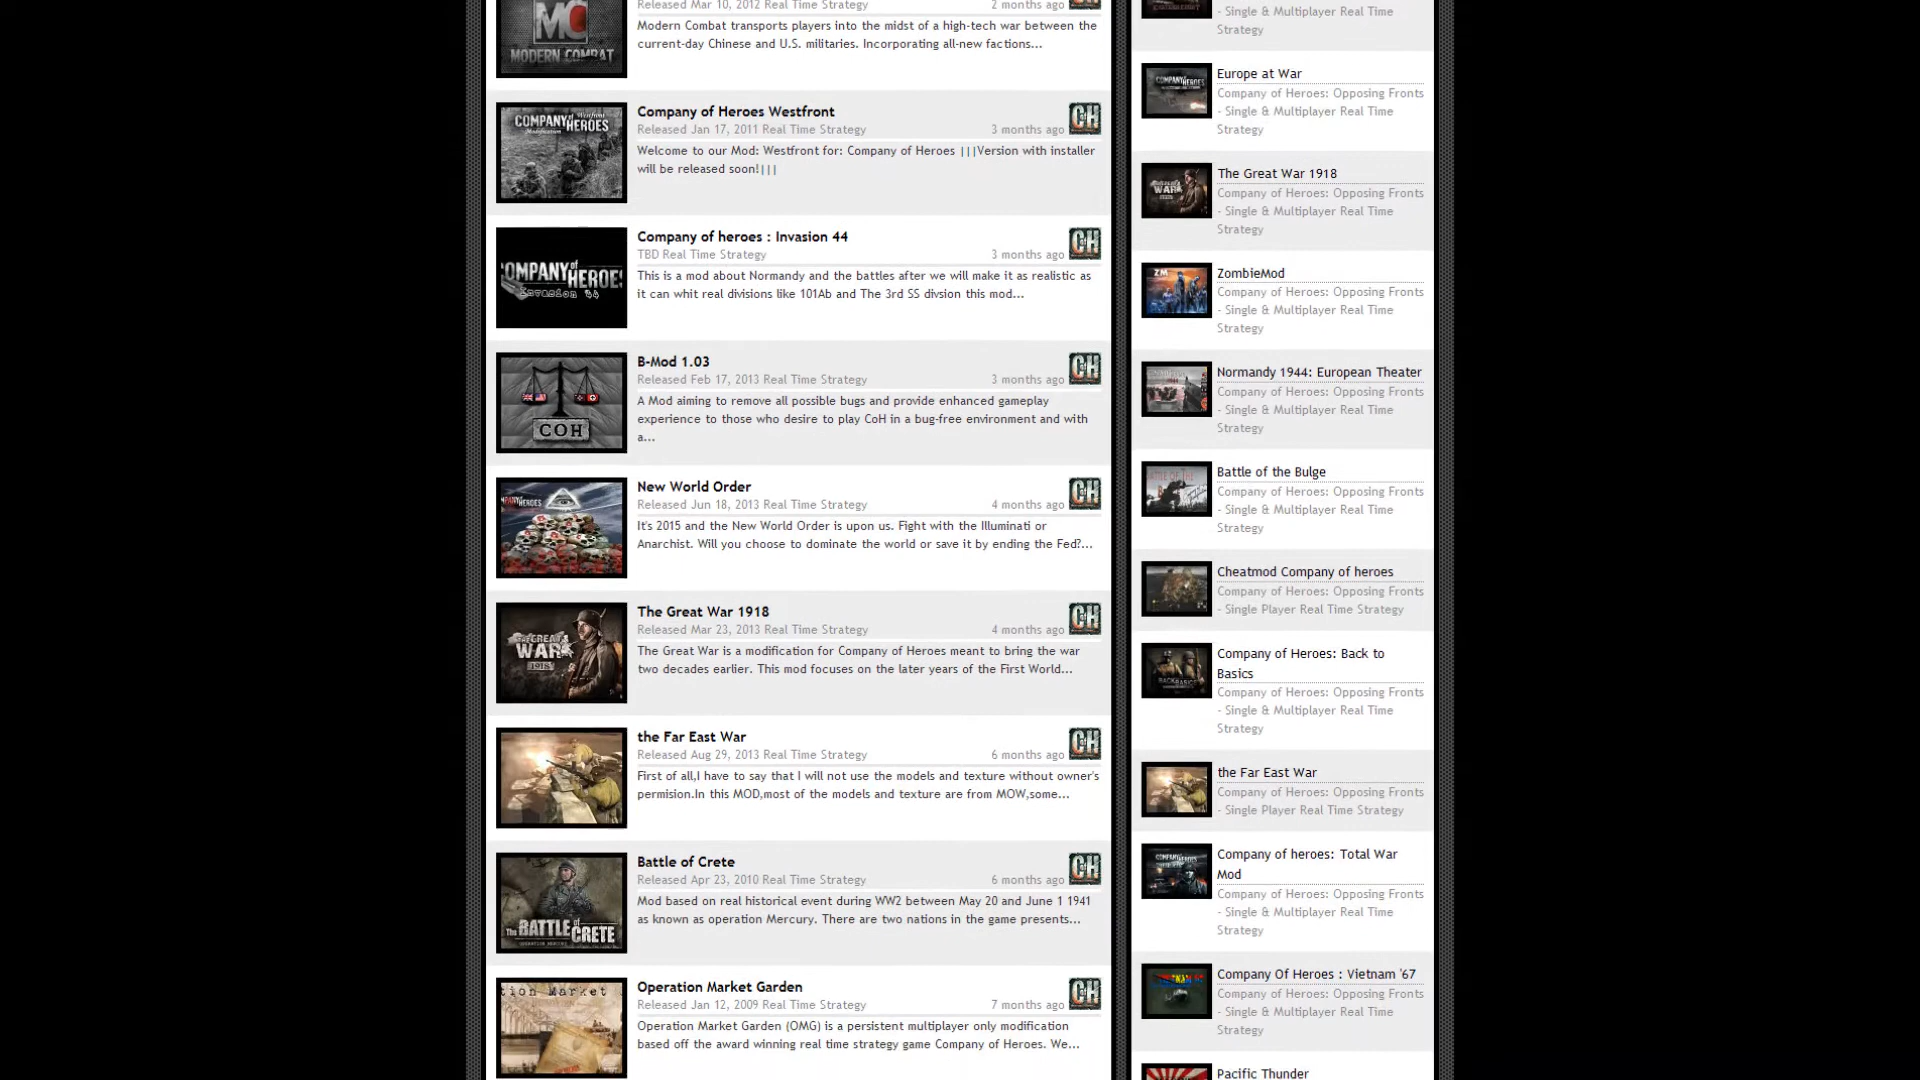 Released Mar 10, 2012 Real Time Strategy
2 months ago
Modern Combat transports players into the midst of a high-tech war between the
current-day Chinese and U.S. militaries. Incorporating all-new factions...
MC
MODERN COMBAT
Company of Heroes Westfront
Released Jan 17, 2011 Real Time Strategy
3 months ago
Welcome to our Mod: Westfront for: Company of Heroes |||Version with installer
will be released soon!|||
COMPANY of HEROES
Company of heroes : Invasion 44
TBD Real Time Strategy
3 months ago
This is a mod about Normandy and the battles after we will make it as realistic as
it can whit real divisions like 101Ab and The 3rd SS divsion this mod...
COMPANY of HEROES
Invasion 44
B-Mod 1.03
Released Feb 17, 2013 Real Time Strategy
3 months ago
A Mod aiming to remove all possible bugs and provide enhanced gameplay
experience to those who desire to play CoH in a bug-free environment and with
a...
COH
New World Order
Released Jun 18, 2013 Real Time Strategy
4 months ago
It's 2015 and the New World Order is upon us. Fight with the Illuminati or
Anarchist. Will you choose to dominate the world or save it by ending the Fed?...
The Great War 1918
Released Mar 23, 2013 Real Time Strategy
4 months ago
The Great War is a modification for Company of Heroes meant to bring the war
two decades earlier. This mod focuses on the later years of the First World...
THE GREAT
WAR
1918
the Far East War
Released Aug 29, 2013 Real Time Strategy
6 months ago
First of all,I have to say that I will not use the models and texture without owner's
permision.In this MOD,most of the models and texture are from MOW,some...
Battle of Crete
Released Apr 23, 2010 Real Time Strategy
6 months ago
Mod based on real historical event during WW2 between May 20 and June 1 1941
as known as operation Mercury. There are two nations in the game presents...
The BATTLE of
CRETE
Operation Market Garden
Released Jan 12, 2009 Real Time Strategy
7 months ago
Operation Market Garden (OMG) is a persistent multiplayer only modification
based off the award winning real time strategy game Company of Heroes. We...
tion Market
- Single & Multiplayer Real Time
Strategy
Europe at War
Company of Heroes: Opposing Fronts
- Single & Multiplayer Real Time
Strategy
The Great War 1918
Company of Heroes: Opposing Fronts
- Single & Multiplayer Real Time
Strategy
ZombieMod
Company of Heroes: Opposing Fronts
- Single & Multiplayer Real Time
Strategy
ZM
Normandy 1944: European Theater
Company of Heroes: Opposing Fronts
- Single & Multiplayer Real Time
Strategy
Battle of the Bulge
Company of Heroes: Opposing Fronts
- Single & Multiplayer Real Time
Strategy
Cheatmod Company of heroes
Company of Heroes: Opposing Fronts
- Single Player Real Time Strategy
Company of Heroes: Back to
Basics
Company of Heroes: Opposing Fronts
- Single & Multiplayer Real Time
Strategy
the Far East War
Company of Heroes: Opposing Fronts
- Single Player Real Time Strategy
Company of heroes: Total War
Mod
Company of Heroes: Opposing Fronts
- Single & Multiplayer Real Time
Strategy
Company Of Heroes : Vietnam '67
Company of Heroes: Opposing Fronts
- Single & Multiplayer Real Time
Strategy
Pacific Thunder